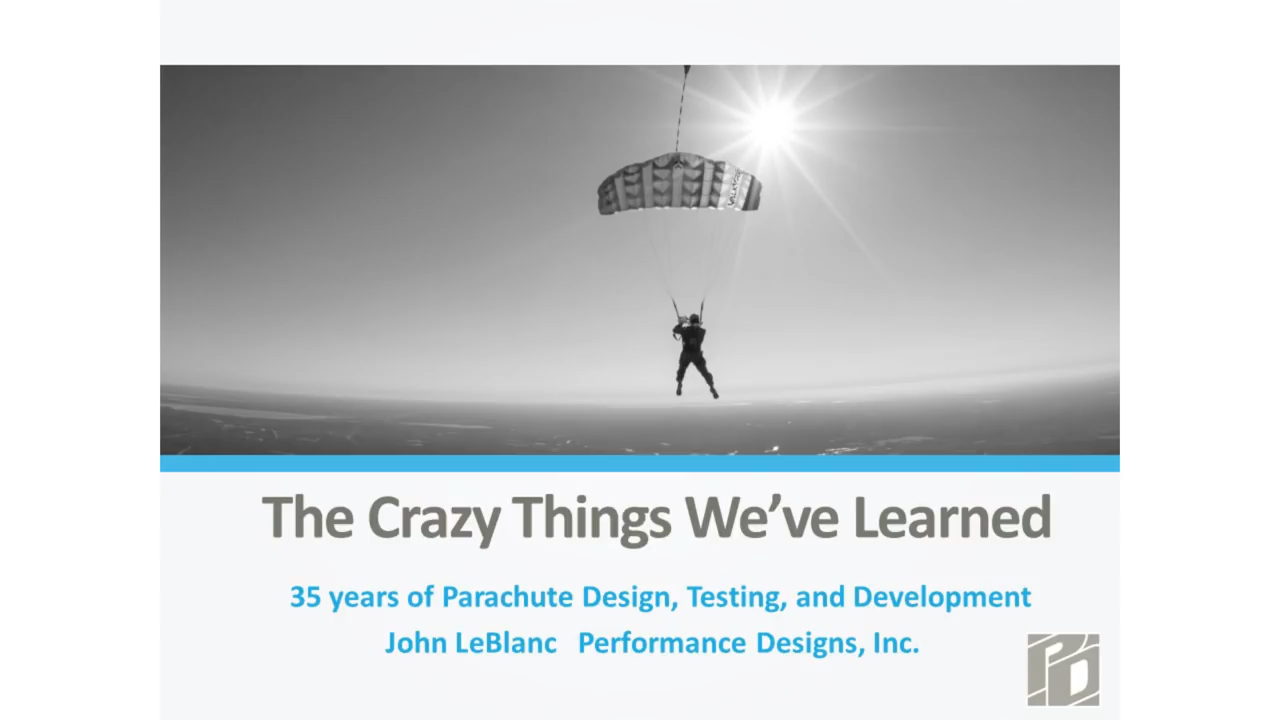 The Crazy Things We've Learned
35 years of Parachute Design, Testing, and Development
John LeBlanc Performance Designs, Inc.
PD